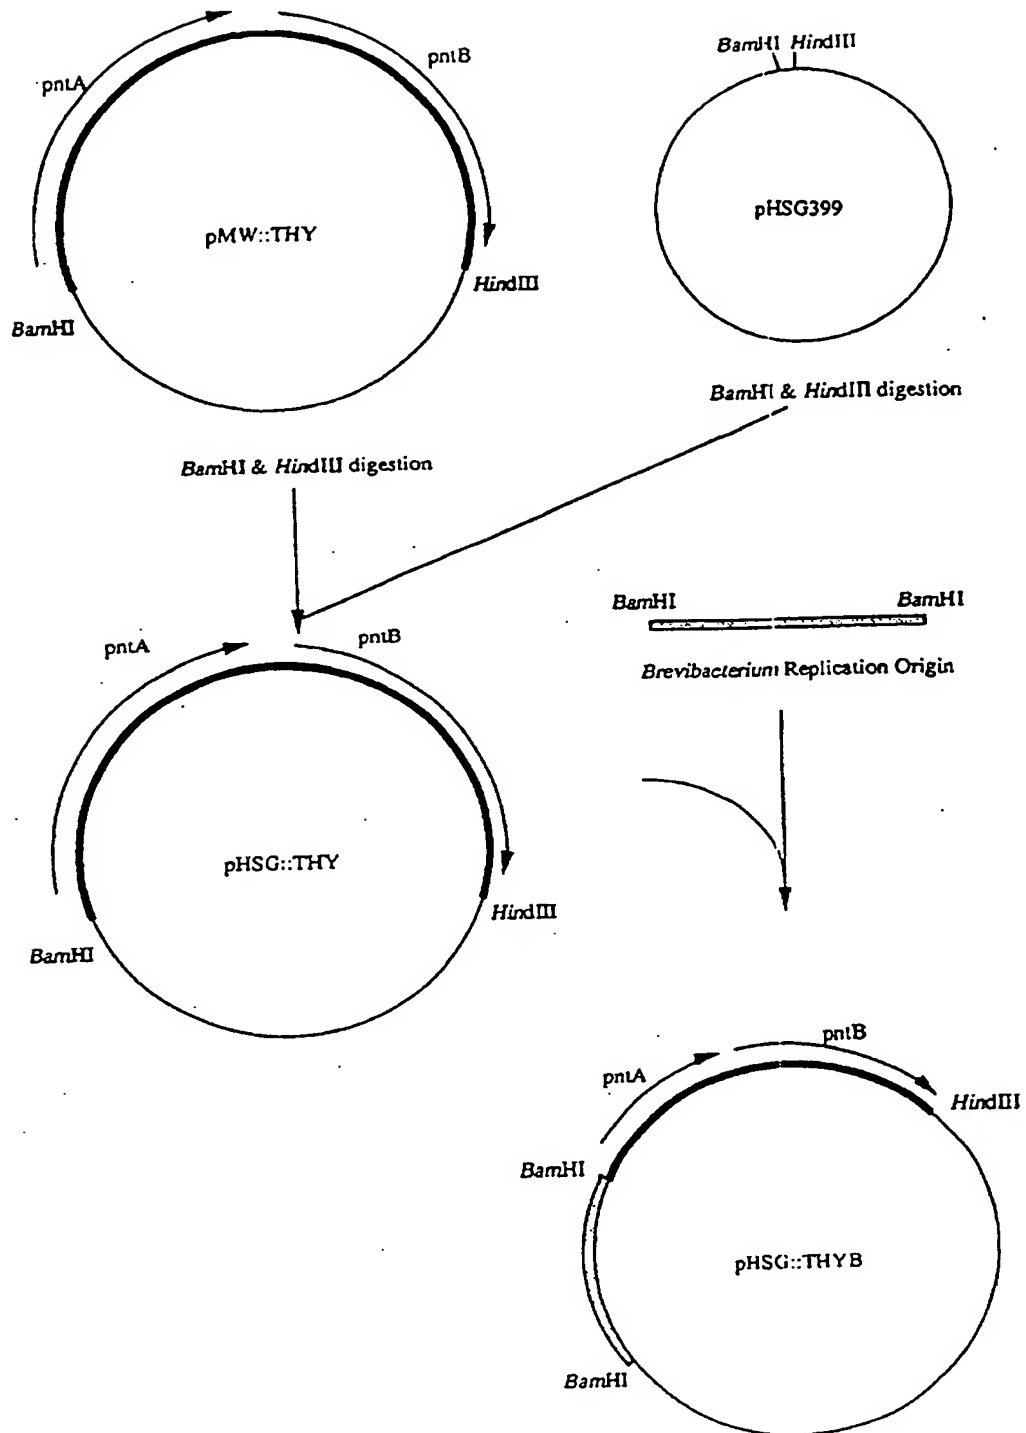 pntA
pntB
BamHI HindIII
pMW::THY
pHSG399
HindIII
BamHI
BamHI & HindIII digestion
BamHI & HindIII digestion
BamHI
BamHI
Brevibacterium Replication Origin
pntA
pntB
pHSG::THY
HindIII
BamHI
pntA
pntB
HindIII
BamHI
pHSG::THYB
BamHI